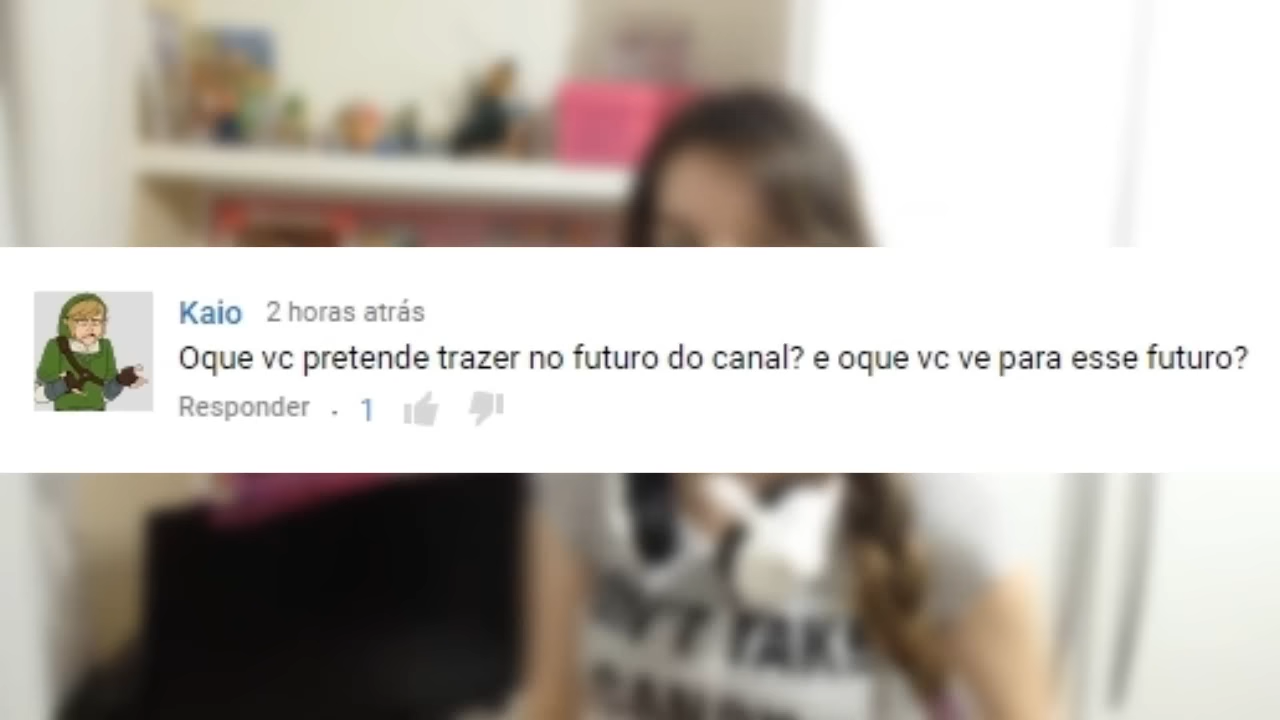 Kaio 2 horas atrás
Oque vc pretende trazer no futuro do canal? e oque vc ve para esse futuro?
Responder . 1